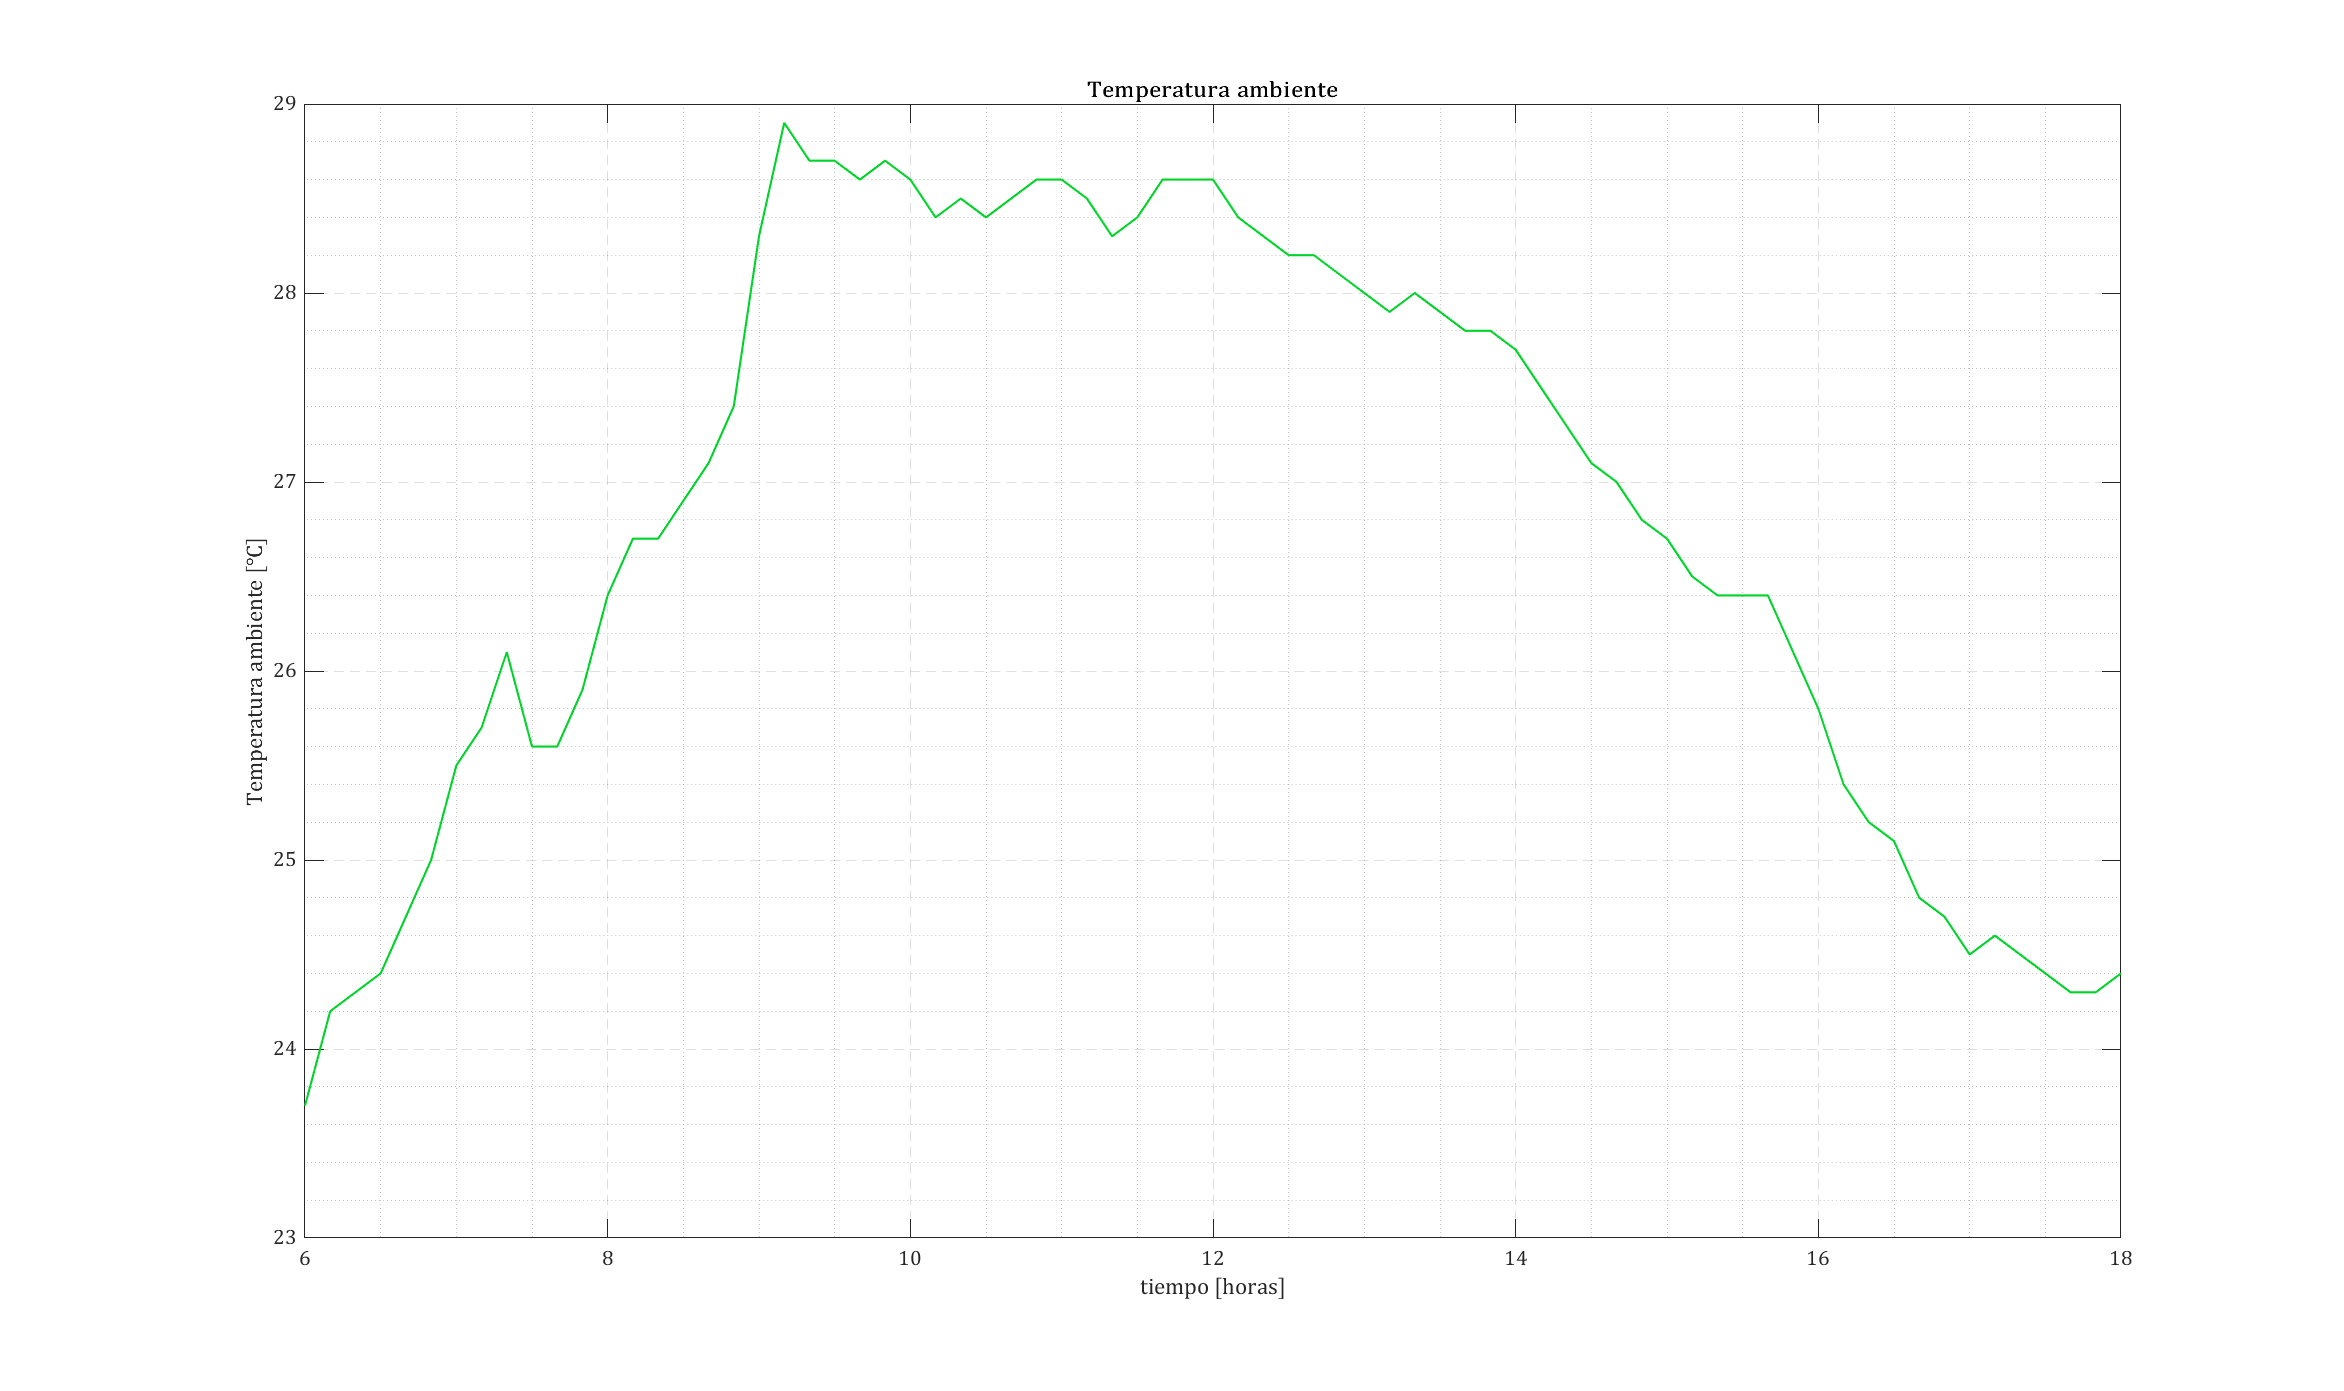 Temperatura ambiente
29
28
27
26
25
24
23
Temperatura ambiente [°C]
6 8 10 12 14 16 18
tiempo [horas]